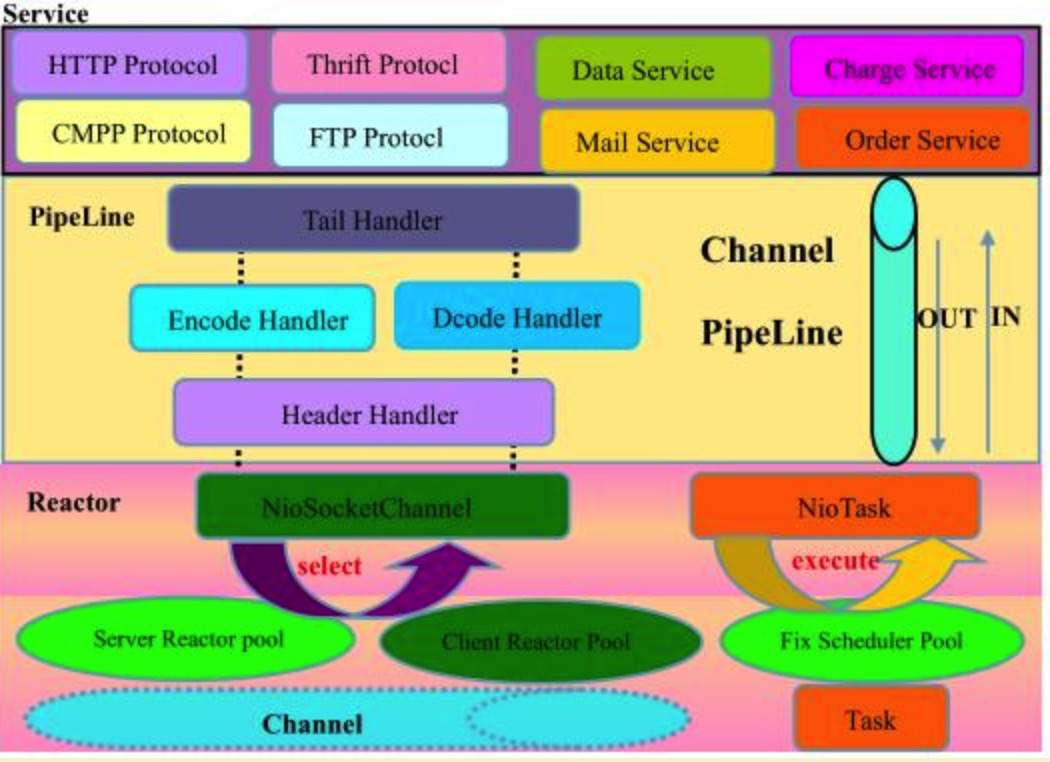 Service
HTTP Protocol
Thrift Protocl
Data Service
Charge Service
CMPP Protocol
FTP Protocl
Mail Service
Order Service
PipeLine
Tail Handler
Encode Handler
Dcode Handler
Header Handler
Channel
PipeLine
OUT
IN
Reactor
NioSocketChannel
NioTask
select
execute
Server Reactor pool
Client Reactor Pool
Fix Scheduler Pool
Channel
Task